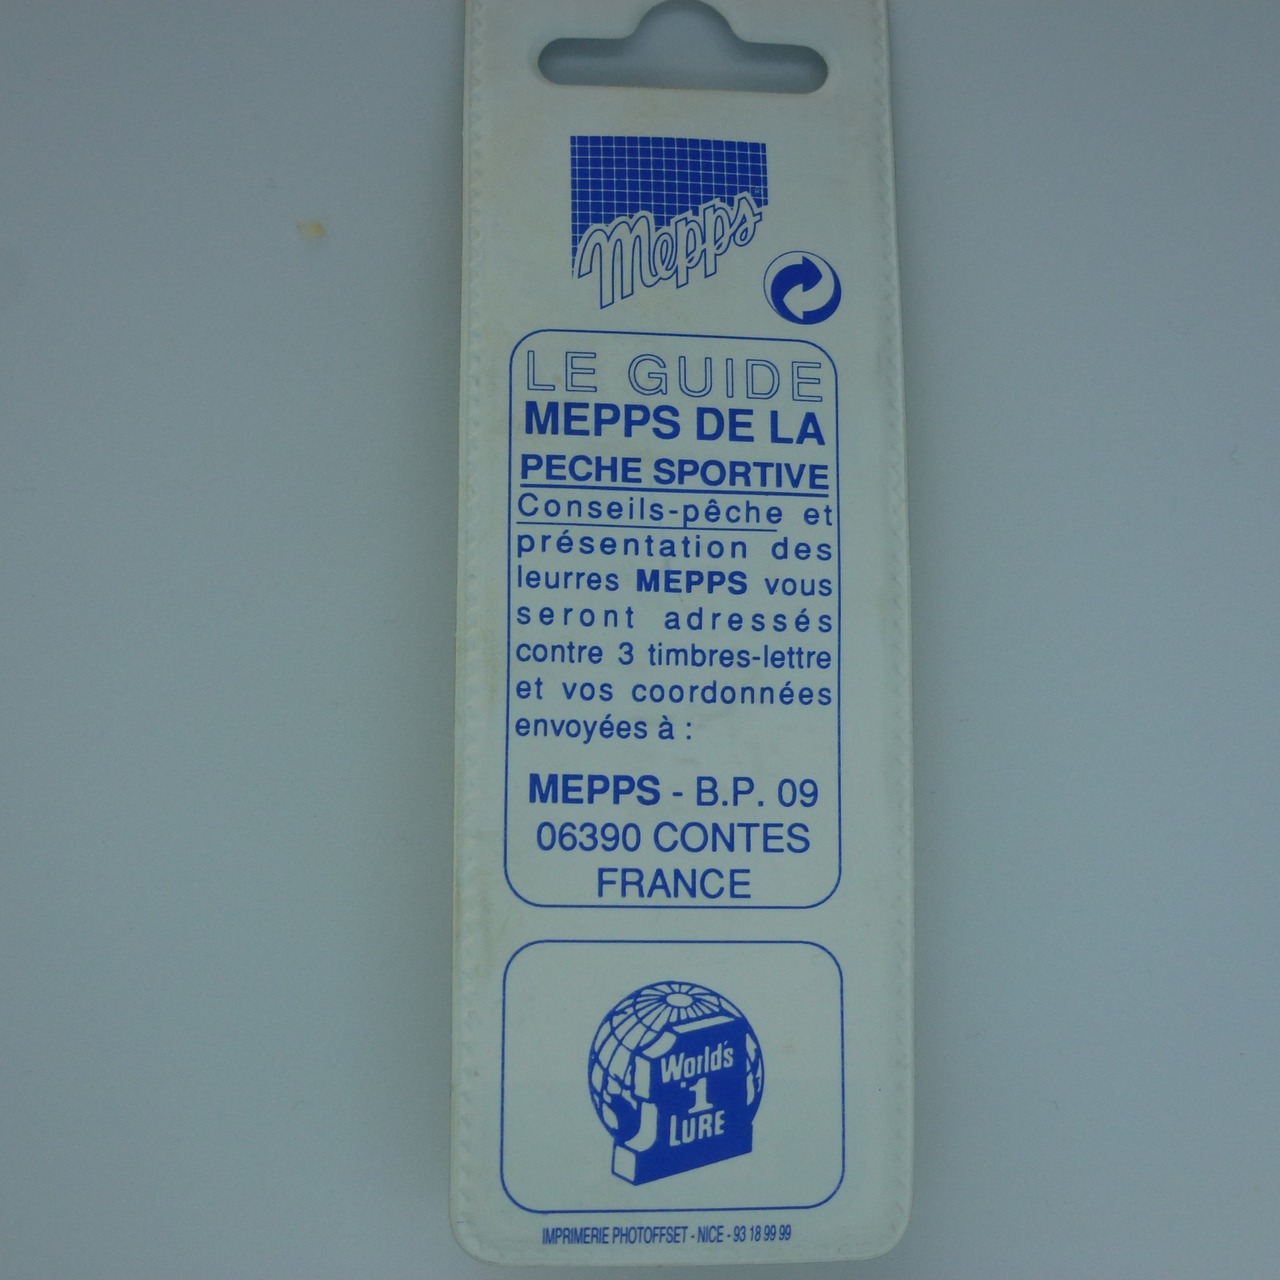 Mepps
LE GUIDE
MEPPS DE LA
PECHE SPORTIVE
Conseils-pêche et
présentation des
leurres MEPPS vous
seront adressés
contre 3 timbres-lettre
et vos coordonnées
envoyées à :
MEPPS - B.P. 09
06390 CONTES
FRANCE
World's
1
LURE
IMPRIMERIE PHOTOFFSET - NICE - 93 18 99 99